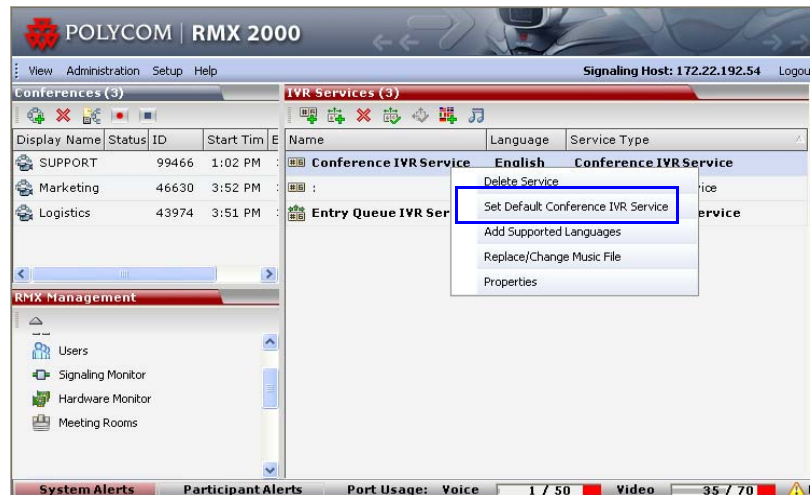 POLYCOM | RMX 2000
View Administration Setup Help Signaling Host: 172.22.192.54 Logou
Conferences (3)
Display Name Status ID Start Tim E
SUPPORT 99466 1:02 PM
Marketing 46630 3:52 PM
Logistics 43974 3:51 PM
IVR Services (3)
Name Language Service Type
Conference IVR Service English Conference IVR Service
: ice
Entry Queue IVR Ser ervice
Delete Service
Set Default Conference IVR Service
Add Supported Languages
Replace/Change Music File
Properties
RMX Management
Users
Signaling Monitor
Hardware Monitor
Meeting Rooms
System Alerts Participant Alerts Port Usage: Voice 1 / 50 Video 35 / 70